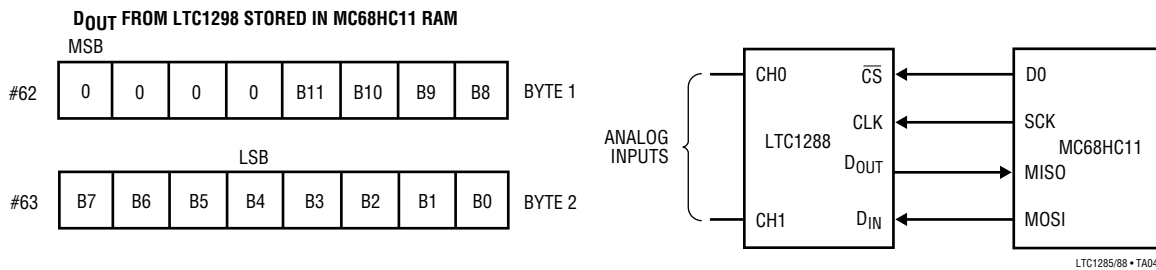 DOUT FROM LTC1298 STORED IN MC68HC11 RAM
MSB
#62 0 0 0 0 B11 B10 B9 B8 BYTE 1
LSB
#63 B7 B6 B5 B4 B3 B2 B1 B0 BYTE 2
ANALOG
INPUTS
CH0
CH1
LTC1288
CS
CLK
DOUT
DIN
D0
SCK
MC68HC11
MISO
MOSI
LTC1285/88 • TA04